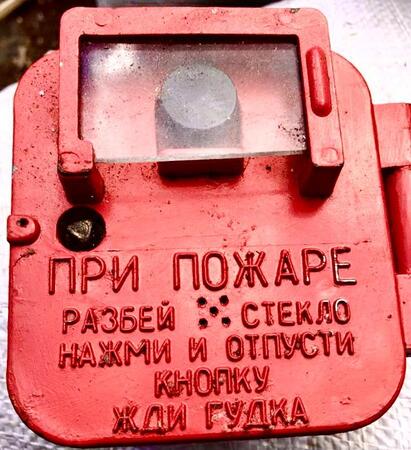 ПРИ ПОЖАРЕ
РАЗБЕЙ СТЕКЛО
НАЖМИ И ОТПУСТИ
КНОПКУ
ЖДИ ГУДКА